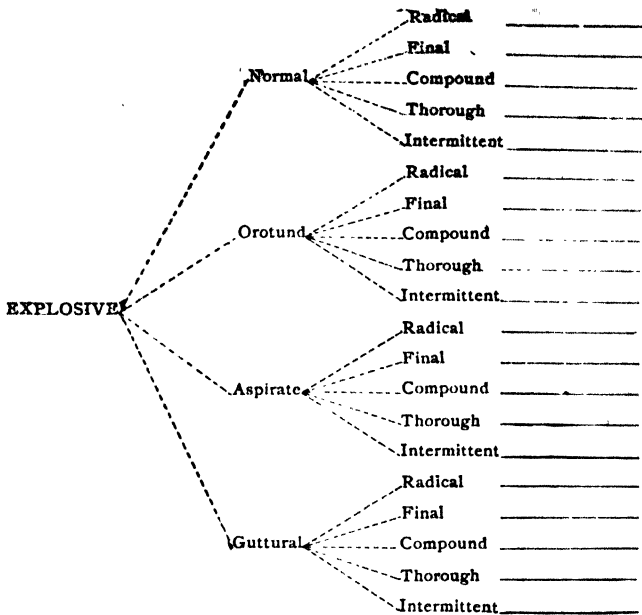 Radical
Final
Normal
Compound
Thorough
Intermittent
Radical
Final
Orotund
Compound
Thorough
Intermittent
EXPLOSIVE
Radical
Final
Aspirate
Compound
Thorough
Intermittent
Radical
Final
Guttural
Compound
Thorough
Intermittent